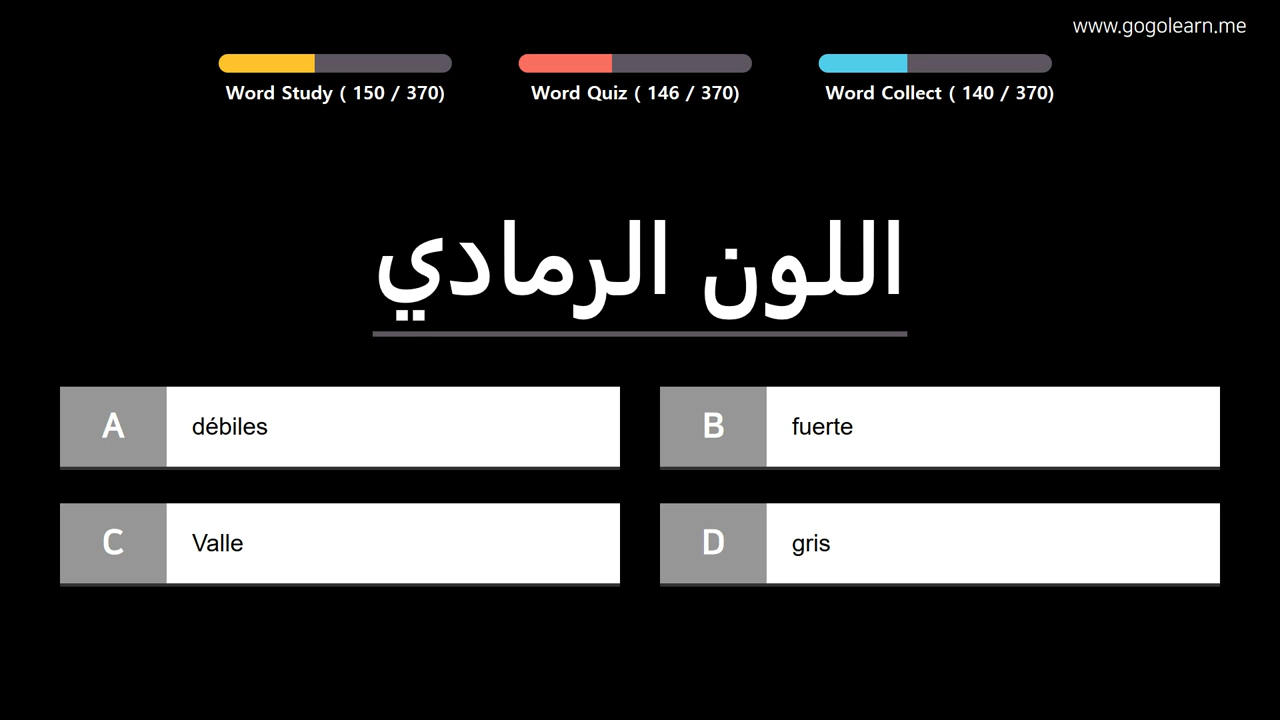 www.gogolearn.me
Word Study ( 150 / 370)
Word Quiz ( 146 / 370)
Word Collect ( 140 / 370)
اللون الرمادي
A débiles
B fuerte
C Valle
D gris